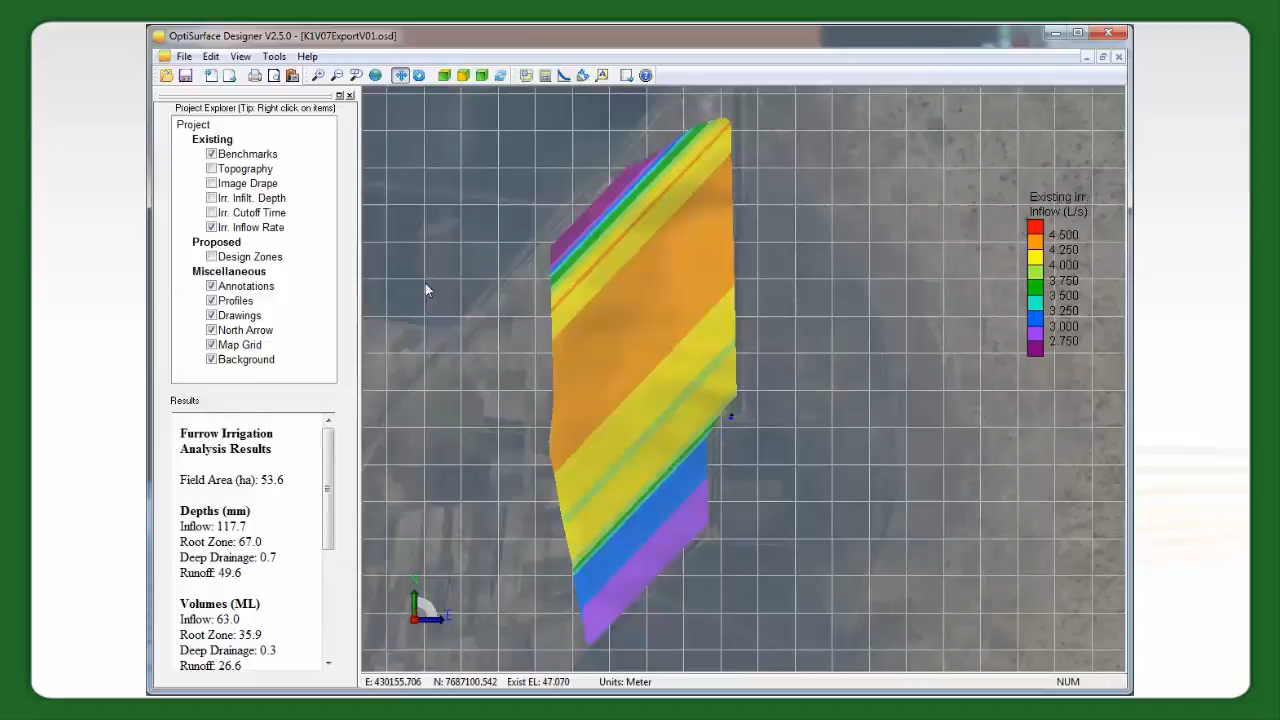 OptiSurface Designer V2.5.0 - [K1V07ExportV01.osd]
File Edit View Tools Help
Project Explorer [Tip: Right click on items]
Project
Existing
Benchmarks
Topography
Image Drape
Irr. Infilt. Depth
Irr. Cutoff Time
Irr. Inflow Rate
Proposed
Design Zones
Miscellaneous
Annotations
Profiles
Drawings
North Arrow
Map Grid
Background
Results
Furrow Irrigation
Analysis Results
Field Area (ha): 53.6
Depths (mm)
Inflow: 117.7
Root Zone: 67.0
Deep Drainage: 0.7
Runoff: 49.6
Volumes (ML)
Inflow: 63.0
Root Zone: 35.9
Deep Drainage: 0.3
Runoff: 26.6
Existing Irr.
Inflow (L/s)
4.500
4.250
4.000
3.750
3.500
3.250
3.000
2.750
E
E: 430155.706 N: 7687100.542 Exist EL: 47.070 Units: Meter NUM